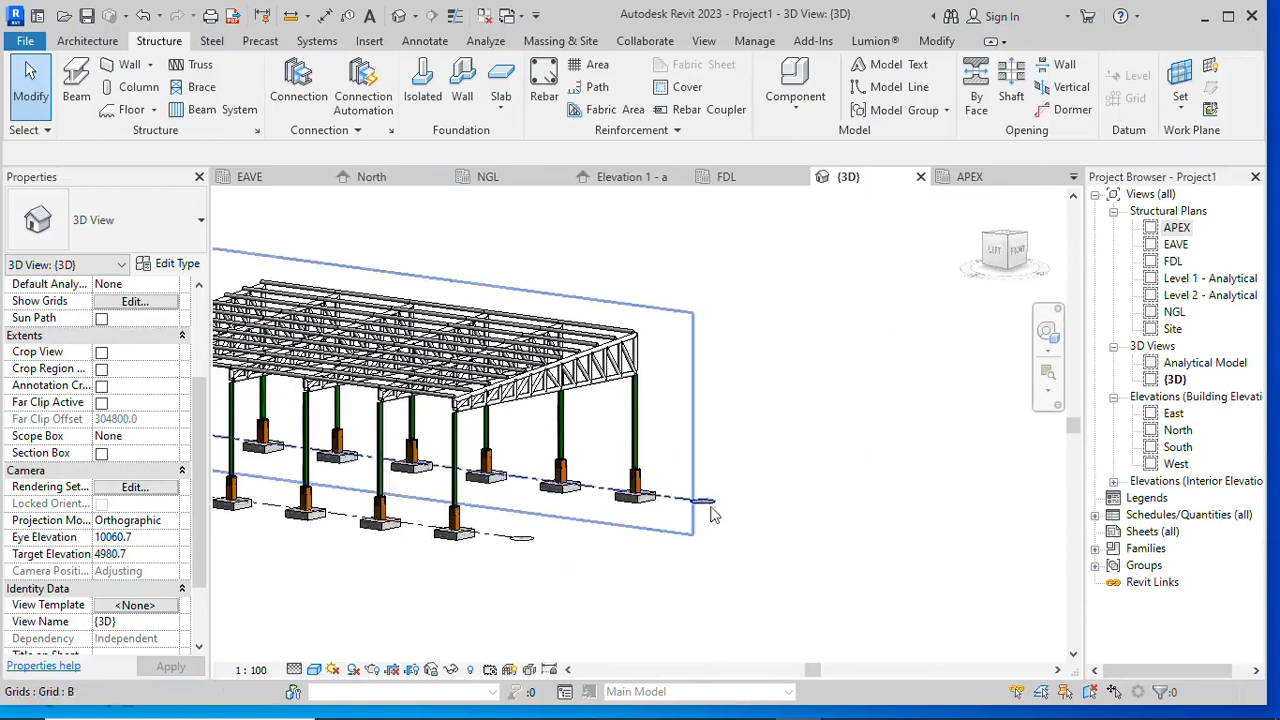 Autodesk Revit 2023 - Project1 - 3D View: {3D}
Sign In
File Architecture Structure Steel Precast Systems Insert Annotate Analyze Massing & Site Collaborate View Manage Add-Ins Lumion® Modify
Modify
Select
Beam
Wall
Column
Floor
Truss
Brace
Beam System
Structure
Connection
Connection Automation
Connection
Isolated
Wall
Slab
Foundation
Rebar
Area
Path
Fabric Area
Fabric Sheet
Cover
Rebar Coupler
Reinforcement
Component
Model Text
Model Line
Model Group
Model
By Face
Shaft
Wall
Vertical
Dormer
Opening
Level
Grid
Datum
Set
Work Plane
Properties
3D View
3D View: {3D}
Edit Type
Default Analy... None
Show Grids Edit...
Sun Path
Extents
Crop View
Crop Region ...
Annotation Cr...
Far Clip Active
Far Clip Offset 304800.0
Scope Box None
Section Box
Camera
Rendering Set... Edit...
Locked Orient...
Projection Mo... Orthographic
Eye Elevation 10060.7
Target Elevation 4980.7
Camera Positi... Adjusting
Identity Data
View Template <None>
View Name {3D}
Dependency Independent
Title on Sheet
Properties help
Apply
EAVE North NGL Elevation 1 - a FDL {3D} APEX
LEFT FRONT
1 : 100
Project Browser - Project1
Views (all)
Structural Plans
APEX
EAVE
FDL
Level 1 - Analytical
Level 2 - Analytical
NGL
Site
3D Views
Analytical Model
{3D}
Elevations (Building Elevati
East
North
South
West
Elevations (Interior Elevatio
Legends
Schedules/Quantities (all)
Sheets (all)
Families
Groups
Revit Links
Grids : Grid : B
:0
Main Model
:0